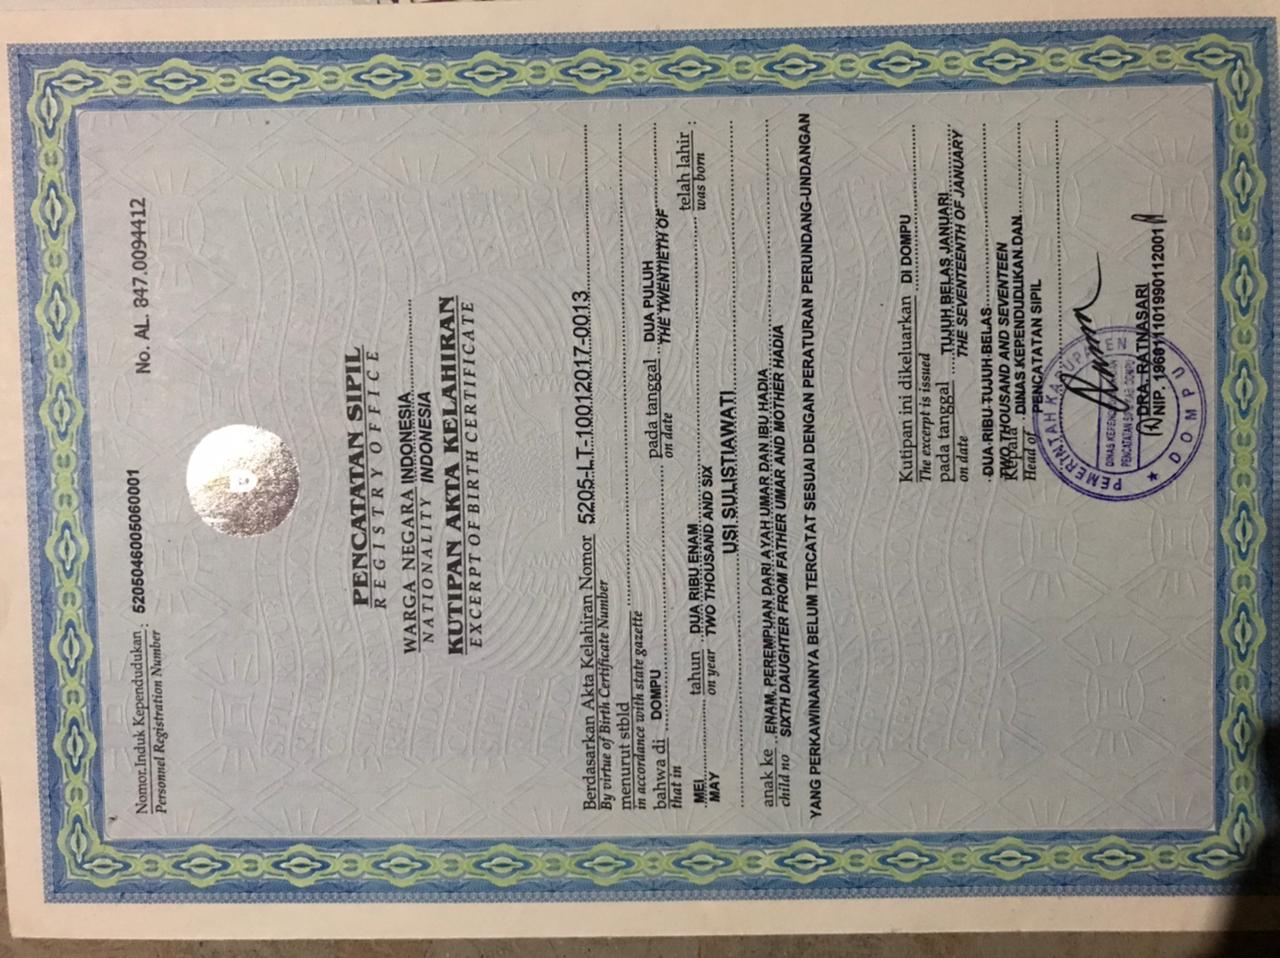 Nomor Induk Kependudukan : 5205046005060001
Personnel Registration Number
No. AL. 847.0094412
PENCATATAN SIPIL
REGISTRY OFFICE
WARGA NEGARA INDONESIA
NATIONALITY INDONESIA
KUTIPAN AKTA KELAHIRAN
EXCERPT OF BIRTH CERTIFICATE
Berdasarkan Akta Kelahiran Nomor 5205-LT-10012017-0013
By virtue of Birth Certificate Number
menurut stbld
in accordance with state gazette
bahwa di DOMPU pada tanggal DUA PULUH
that in on date THE TWENTIETH OF
MEI tahun DUA RIBU ENAM telah lahir :
MAY on year TWO THOUSAND AND SIX was born
USI SULISTIAWATI
anak ke ENAM, PEREMPUAN DARI AYAH UMAR DAN IBU HADIA
child no SIXTH DAUGHTER FROM FATHER UMAR AND MOTHER HADIA
YANG PERKAWINANNYA BELUM TERCATAT SESUAI DENGAN PERATURAN PERUNDANG-UNDANGAN
Kutipan ini dikeluarkan DI DOMPU
The excerpt is issued
pada tanggal TUJUH BELAS JANUARI
on date THE SEVENTEENTH OF JANUARY
DUA RIBU TUJUH BELAS
TWO THOUSAND AND SEVENTEEN
Kepala DINAS KEPENDUDUKAN DAN
Head of PENCATATAN SIPIL
PEMERINTAH KABUPATEN
DOMPU
DRA. RATNASARI
NIP. 196611101990112001